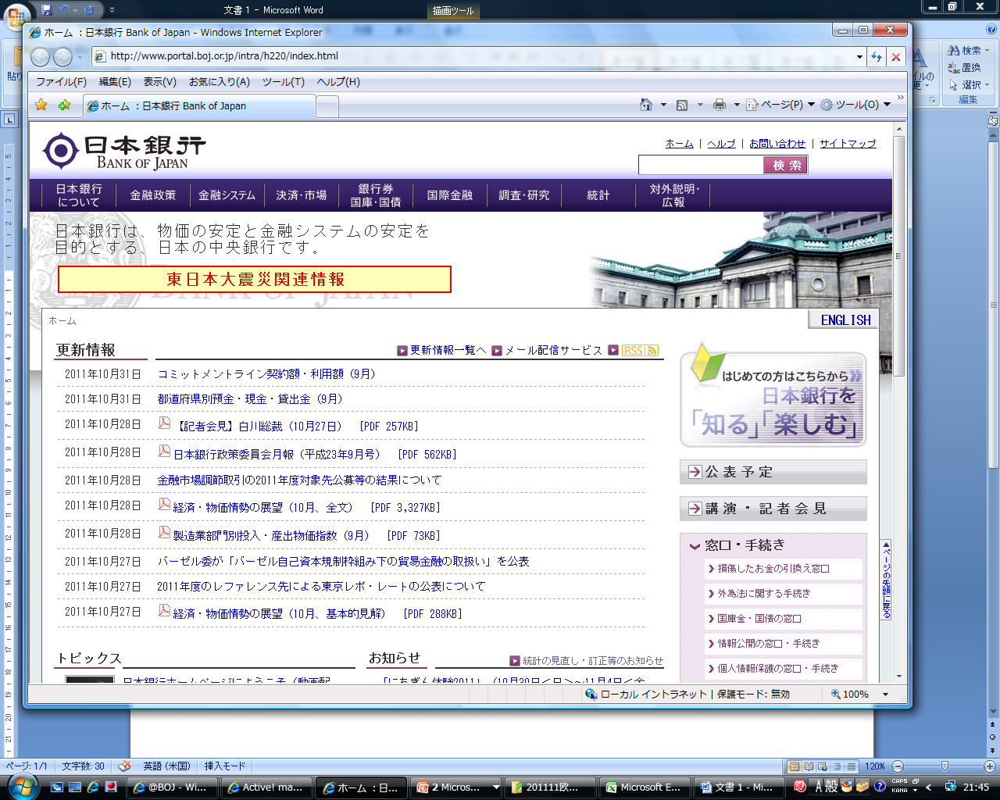 文書 1 - Microsoft Word
描画ツール
ホーム ：日本銀行 Bank of Japan - Windows Internet Explorer
http://www.portal.boj.or.jp/intra/h220/index.html
検索
置換
選択
編集
ファイル(F) 編集(E) 表示(V) お気に入り(A) ツール(T) ヘルプ(H)
ホーム ：日本銀行 Bank of Japan
ページ(P) ツール(O)
日本銀行
BANK OF JAPAN
ホーム | ヘルプ | お問い合わせ | サイトマップ
検索
日本銀行について 金融政策 金融システム 決済・市場 銀行券国庫・国債 国際金融 調査・研究 統計 対外説明・広報
日本銀行は、物価の安定と金融システムの安定を
目的とする、日本の中央銀行です。
東日本大震災関連情報
BANK OF JAPAN
ホーム
ENGLISH
更新情報
更新情報一覧へ メール配信サービス RSS
2011年10月31日 コミットメントライン契約額・利用額（9月）
2011年10月31日 都道府県別預金・現金・貸出金（9月）
2011年10月28日 【記者会見】白川総裁（10月27日） [PDF 257KB]
2011年10月28日 日本銀行政策委員会月報（平成23年9月号） [PDF 562KB]
2011年10月28日 金融市場調節取引の2011年度対象先公募等の結果について
2011年10月28日 経済・物価情勢の展望（10月、全文） [PDF 3,327KB]
2011年10月28日 製造業部門別投入・産出物価指数（9月） [PDF 73KB]
2011年10月27日 バーゼル委が「バーゼル自己資本規制枠組み下の貿易金融の取扱い」を公表
2011年10月27日 2011年度のレファレンス先による東京レポ・レートの公表について
2011年10月27日 経済・物価情勢の展望（10月、基本的見解） [PDF 288KB]
はじめての方はこちらから
日本銀行を
「知る」「楽しむ」
公表予定
講演・記者会見
窓口・手続き
損傷したお金の引換え窓口
外為法に関する手続き
国庫金・国債の窓口
情報公開の窓口・手続き
個人情報保護の窓口・手続き
▲ページの先頭に戻る
トピックス
お知らせ
統計の見直し・訂正等のお知らせ
日本銀行ホームページにようこそ（動画配
「にちぎん体験2011」（10月30日＜日＞～11月4日＜金
ローカル イントラネット | 保護モード: 無効
100%
ページ: 1/1 文字数: 30 英語 (米国) 挿入モード
120%
@BOJ - Wi... Active! ma... ホーム ：日... 2 Micros... 201111欧... Microsoft E... 文書 1 - Mi...
A 般 CAPS KANA
21:45